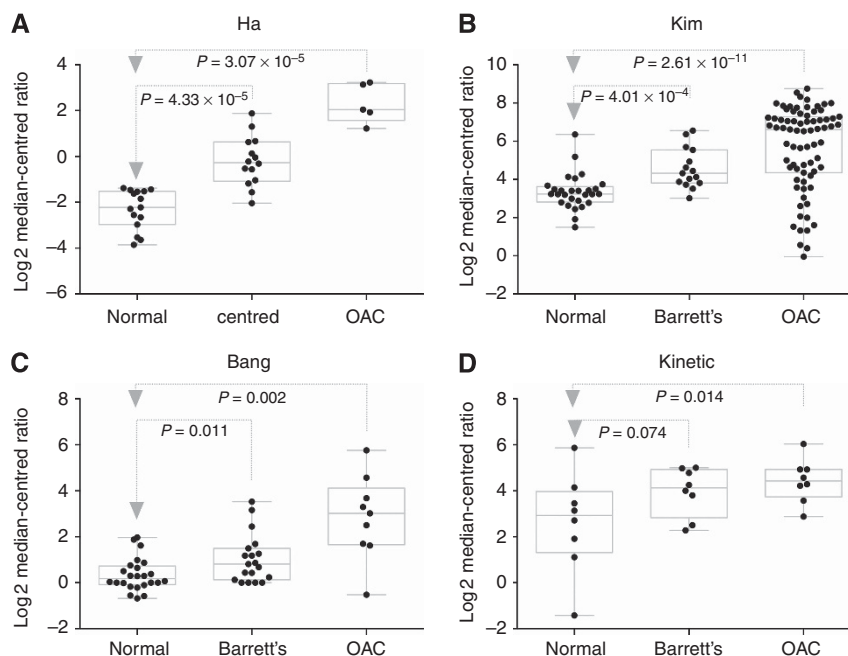 A
Ha
Log2 median-centred ratio
4
2
0
–2
–4
–6
P = 3.07 × 10⁻⁵
P = 4.33 × 10⁻⁵
Normal centred OAC
B
Kim
Log2 median-centred ratio
10
8
6
4
2
0
–2
P = 2.61 × 10⁻¹¹
P = 4.01 × 10⁻⁴
Normal Barrett's OAC
C
Bang
Log2 median-centred ratio
8
6
4
2
0
–2
P = 0.002
P = 0.011
Normal Barrett's OAC
D
Kinetic
Log2 median-centred ratio
8
6
4
2
0
–2
P = 0.014
P = 0.074
Normal Barrett's OAC